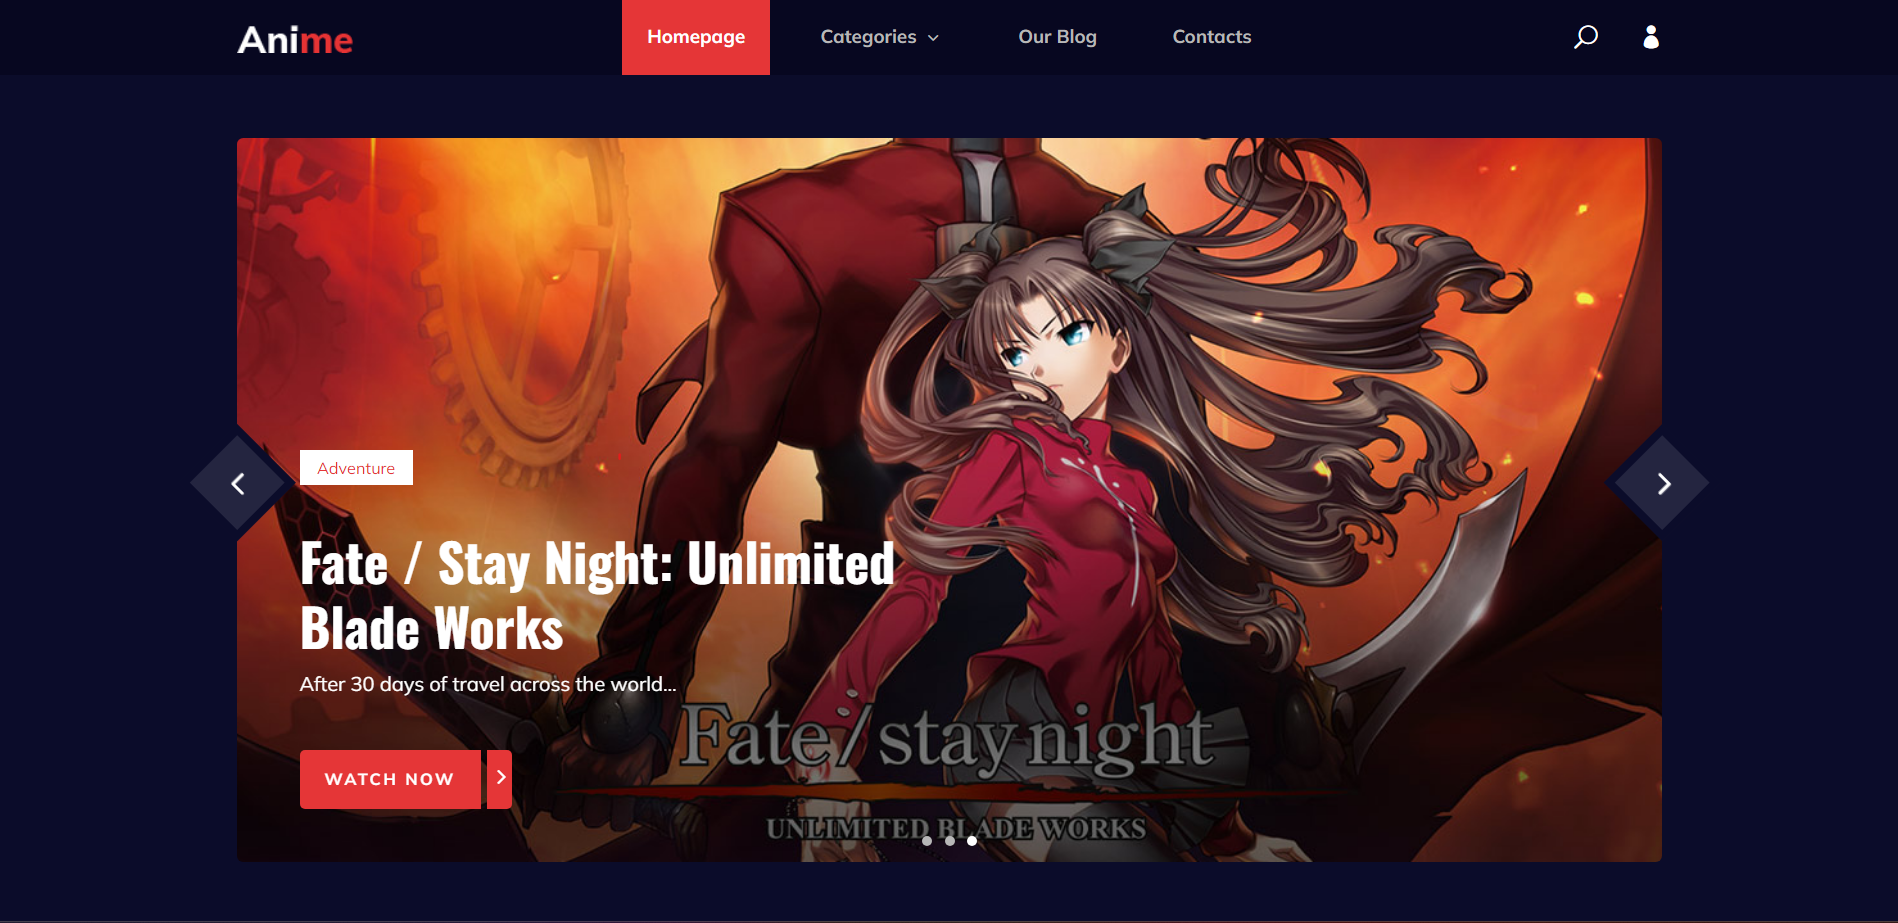 Anime
Homepage
Categories
Our Blog
Contacts
Adventure
Fate / Stay Night: Unlimited
Blade Works
After 30 days of travel across the world...
WATCH NOW
Fate/stay night
UNLIMITED BLADE WORKS